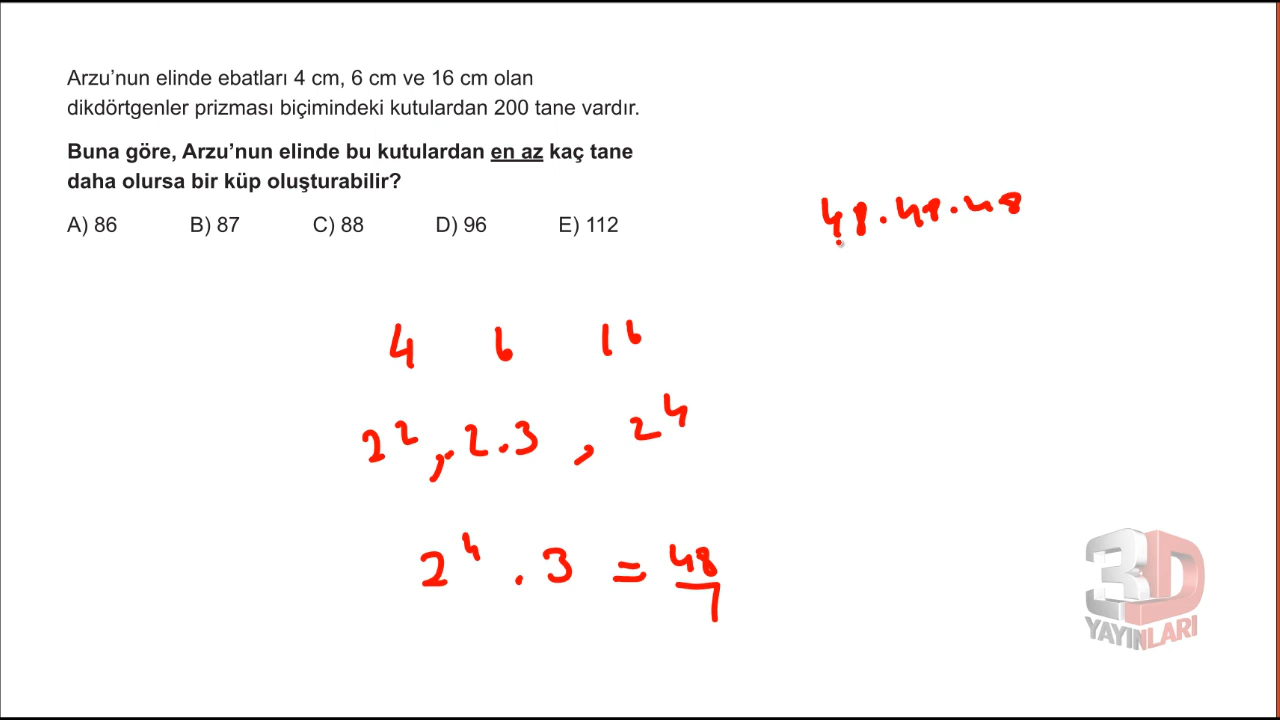 Arzu’nun elinde ebatları 4 cm, 6 cm ve 16 cm olan
dikdörtgenler prizması biçimindeki kutulardan 200 tane vardır.
Buna göre, Arzu’nun elinde bu kutulardan en az kaç tane
daha olursa bir küp oluşturabilir?
A) 86 B) 87 C) 88 D) 96 E) 112
48.48.48
4 6 16
2², 2.3, 2⁴
2⁴.3 = 48
3D
YAYINLARI